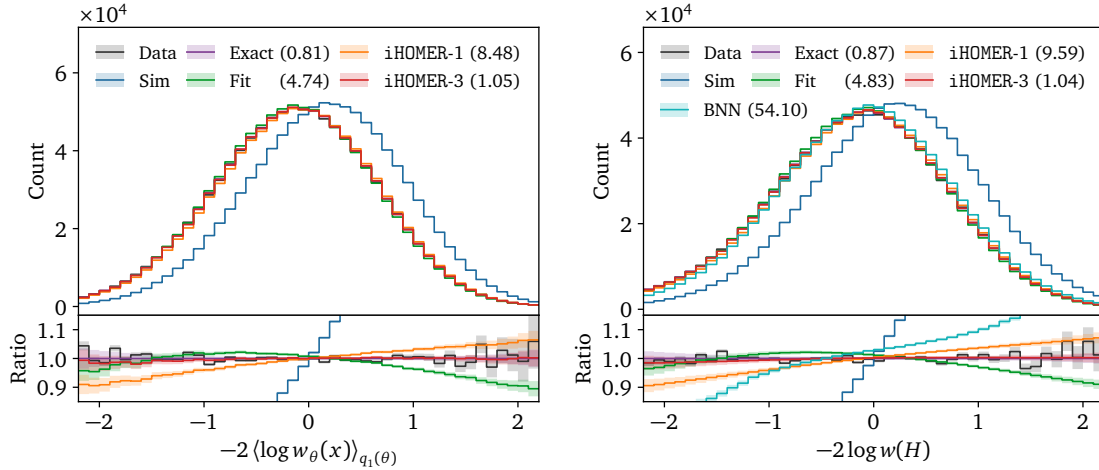 ×10⁴
Data Exact (0.81) iHOMER-1 (8.48)
Sim Fit (4.74) iHOMER-3 (1.05)
Count
6
4
2
0
Ratio
1.1
1.0
0.9
−2 −1 0 1 2
−2 ⟨log w_θ(x)⟩_{q₁(θ)}
×10⁴
Data Exact (0.87) iHOMER-1 (9.59)
Sim Fit (4.83) iHOMER-3 (1.04)
BNN (54.10)
Count
6
4
2
0
Ratio
1.1
1.0
0.9
−2 −1 0 1 2
−2 log w(H)